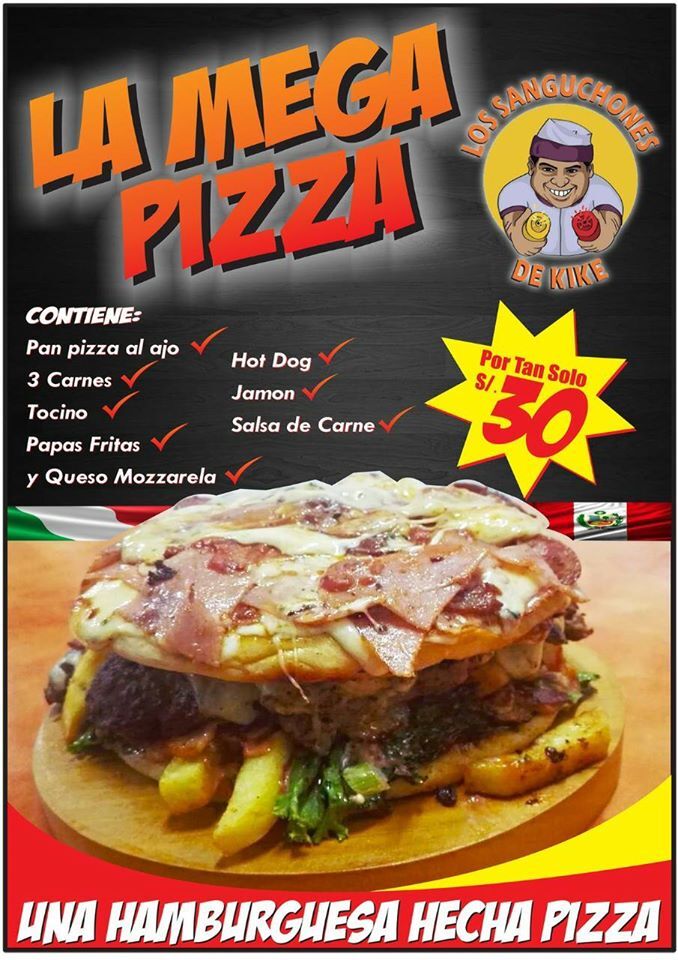 LA MEGA
PIZZA
LOS SANGUCHONES
DE KIKE
CONTIENE:
Pan pizza al ajo
3 Carnes
Tocino
Papas Fritas
y Queso Mozzarela
Hot Dog
Jamon
Salsa de Carne
Por Tan Solo
S/. 30
UNA HAMBURGUESA HECHA PIZZA